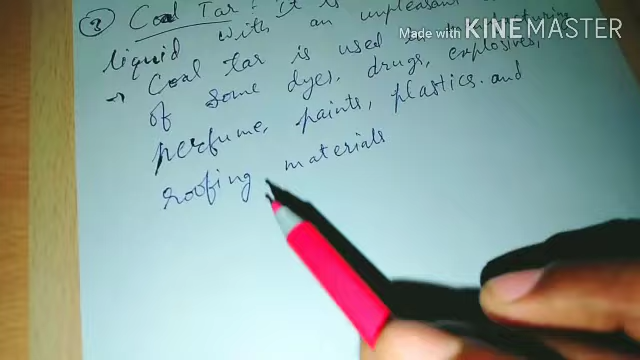 ③ Coal Tar: It is
liquid with an unpleasant
→ Coal tar is used
of some dyes, drugs, explosives,
perfume, paints, plastics. and
roofing materials
Made with KINEMASTER